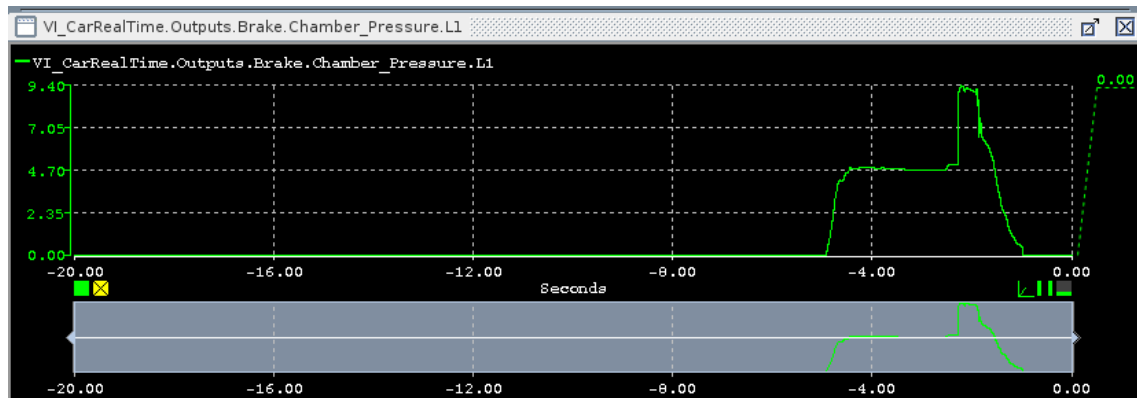 VI_CarRealTime.Outputs.Brake.Chamber_Pressure.L1
VI_CarRealTime.Outputs.Brake.Chamber_Pressure.L1
0.00
9.40
7.05
4.70
2.35
0.00
-20.00 -16.00 -12.00 -8.00 -4.00 0.00
Seconds
-20.00 -16.00 -12.00 -8.00 -4.00 0.00